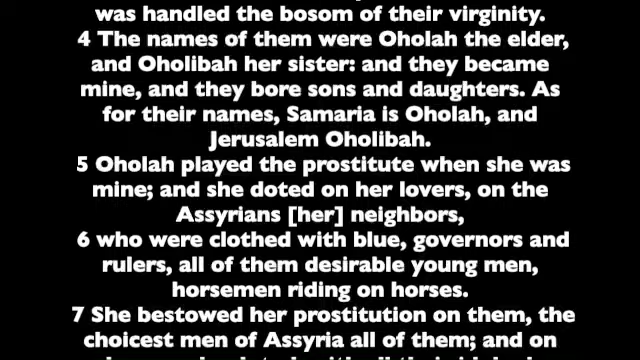 was handled the bosom of their virginity.
4 The names of them were Oholah the elder,
and Oholibah her sister: and they became
mine, and they bore sons and daughters. As
for their names, Samaria is Oholah, and
Jerusalem Oholibah.
5 Oholah played the prostitute when she was
mine; and she doted on her lovers, on the
Assyrians [her] neighbors,
6 who were clothed with blue, governors and
rulers, all of them desirable young men,
horsemen riding on horses.
7 She bestowed her prostitution on them, the
choicest men of Assyria all of them; and on